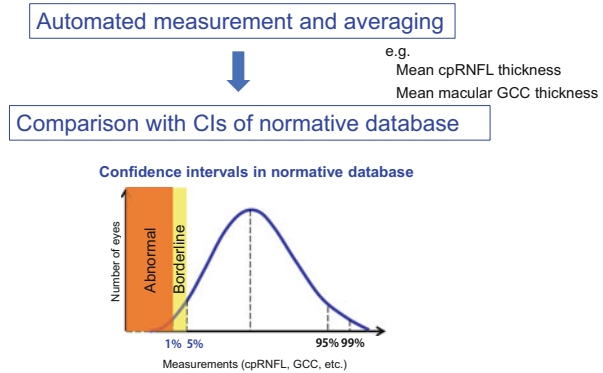 Automated measurement and averaging
e.g.
Mean cpRNFL thickness
Mean macular GCC thickness
Comparison with CIs of normative database
Confidence intervals in normative database
Number of eyes
Abnormal
Borderline
1% 5% 95% 99%
Measurements (cpRNFL, GCC, etc.)